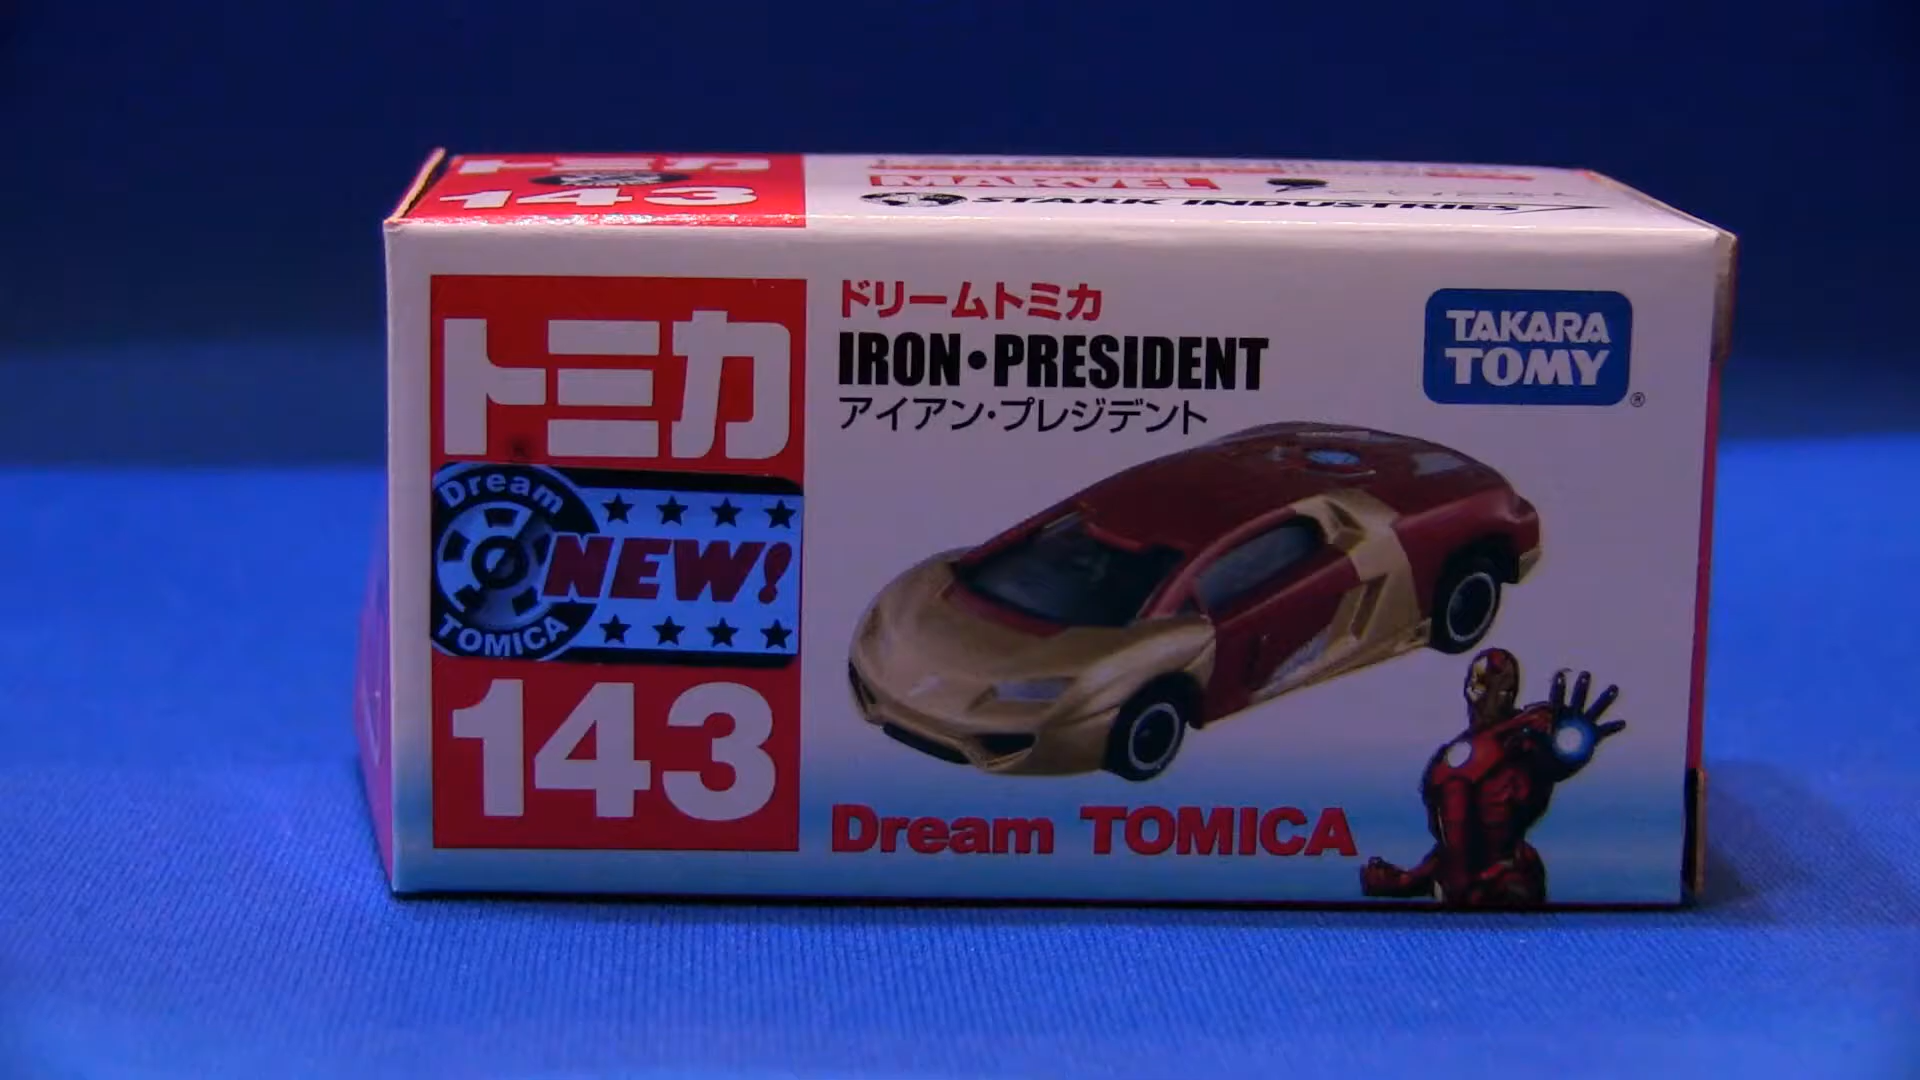 トミカ
143
MARVEL
STARK INDUSTRIES
トミカ
Dream
TOMICA
NEW!
143
ドリームトミカ
IRON•PRESIDENT
アイアン・プレジデント
TAKARA
TOMY
®
Dream TOMICA